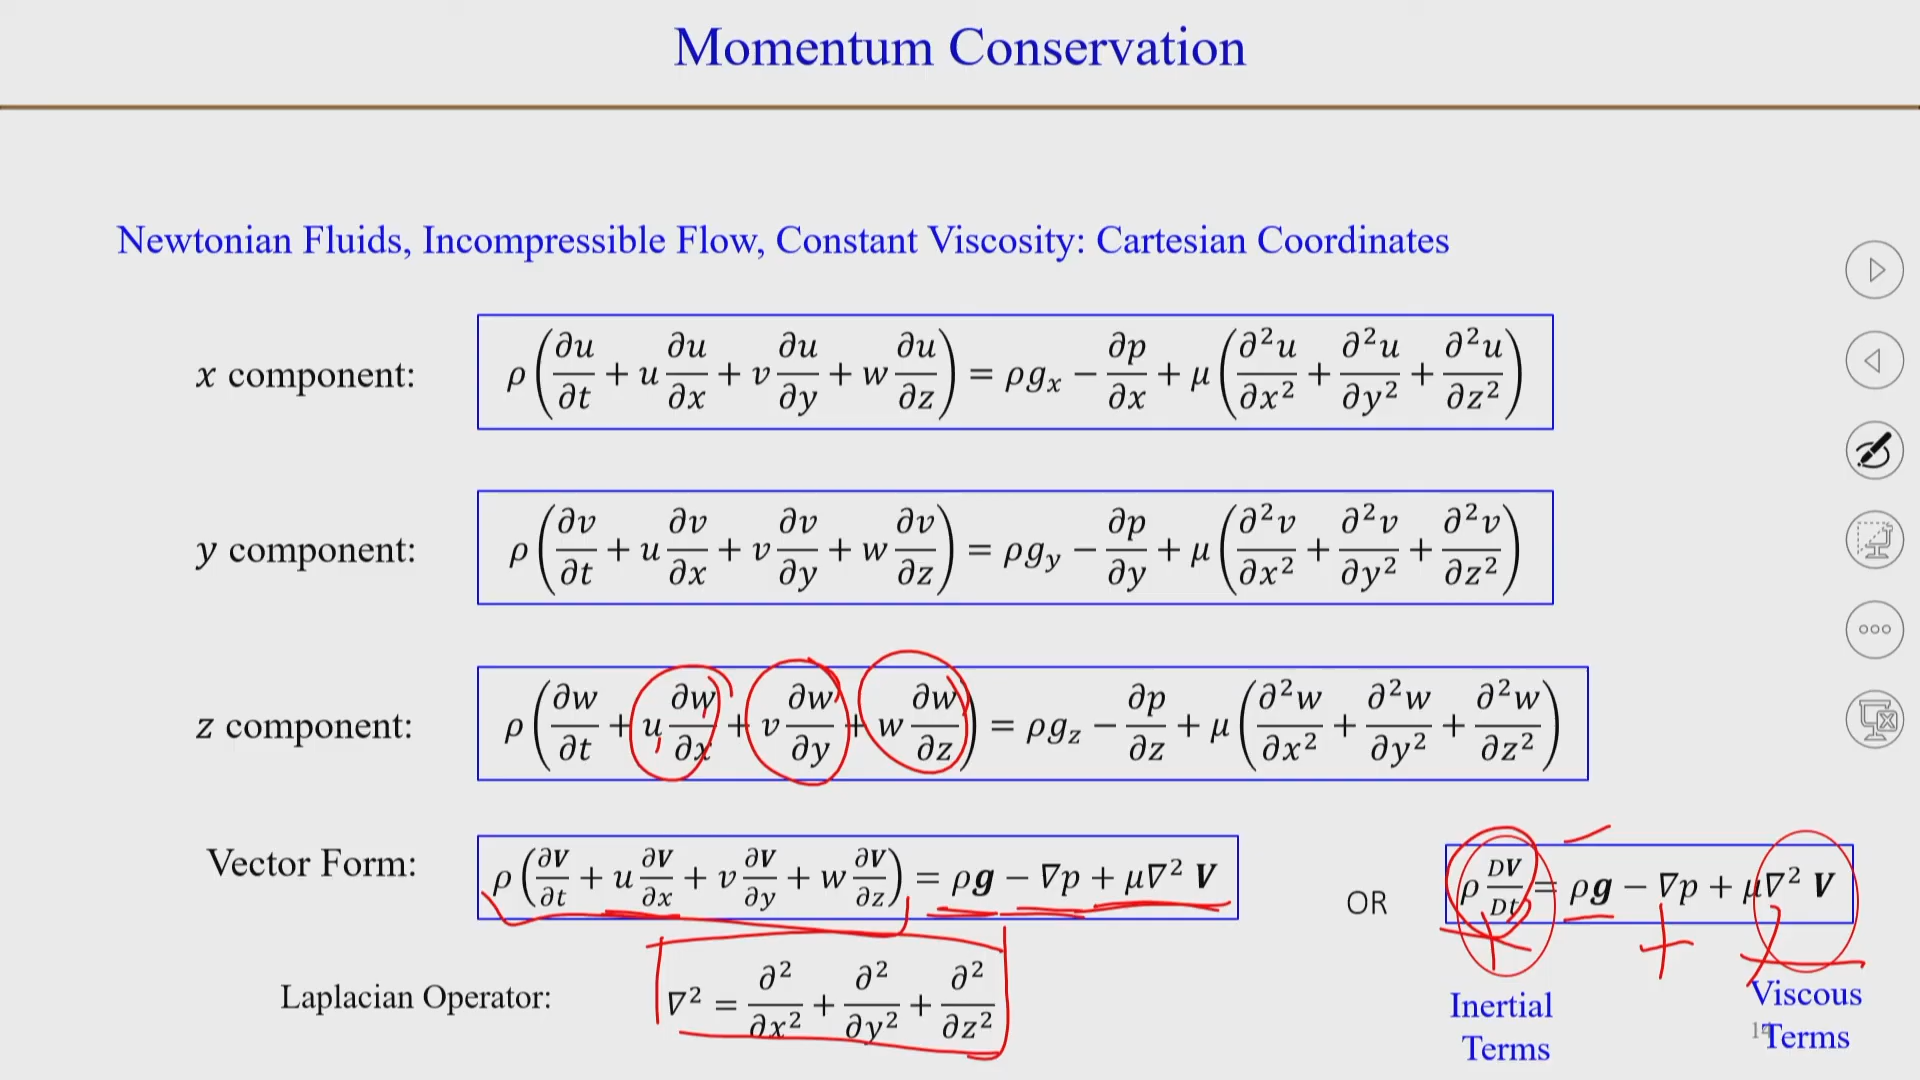 Momentum Conservation
Newtonian Fluids, Incompressible Flow, Constant Viscosity: Cartesian Coordinates
x component: ρ(∂u/∂t + u ∂u/∂x + v ∂u/∂y + w ∂u/∂z) = ρgₓ − ∂p/∂x + μ(∂²u/∂x² + ∂²u/∂y² + ∂²u/∂z²)
y component: ρ(∂v/∂t + u ∂v/∂x + v ∂v/∂y + w ∂v/∂z) = ρg_y − ∂p/∂y + μ(∂²v/∂x² + ∂²v/∂y² + ∂²v/∂z²)
z component: ρ(∂w/∂t + u ∂w/∂x + v ∂w/∂y + w ∂w/∂z) = ρg_z − ∂p/∂z + μ(∂²w/∂x² + ∂²w/∂y² + ∂²w/∂z²)
Vector Form: ρ(∂V/∂t + u ∂V/∂x + v ∂V/∂y + w ∂V/∂z) = ρg − ∇p + μ∇² V OR ρ DV/Dt = ρg − ∇p + μ∇² V
Laplacian Operator: ∇² = ∂²/∂x² + ∂²/∂y² + ∂²/∂z²
Inertial
Terms
Viscous
Terms